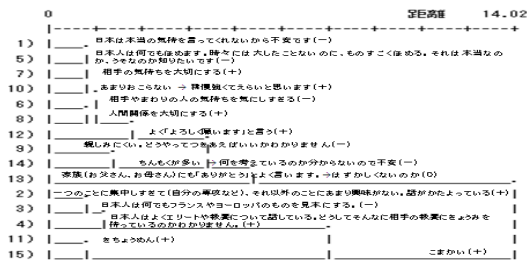 0 距離 14.02
1) 日本は本当の気持を言ってくれないから不安です(ー)
5) 日本人は何でもほめます。時々には大したことないのに、ものすごくほめる。それは本当なの
か、うそなのか知りたいです(ー)
7) 相手の気持ちを大切にする(+)
10) あまりおこらない → 我慢強くてえらいと思います(+)
6) 相手やまわりの人の気持ちを気にしすぎる(ー)
8) 人間関係を大切にする(+)
12) よく「よろしく願います」と言う(+)
9) 親しみにくい。どうやってつきあえばいいかわかりません(ー)
14) ちんもくが多い → 何を考えているのか分からないので不安(ー)
13) 家族(お父さん、お母さん)にも「ありがとう」とよく言います。→はずかしくないのか(0)
2) 一つのことに集中しすぎて(自分の専攻など)、それ以外のことにあまり興味がない。話がかたよっている(+)
3) 日本人は何でもフランスやヨーロッパのものを見本にする。(ー)
4) 日本人はよくエリートや教養について話している。どうしてそんなに相手の教養にきょうみを
持っているのかわかりません。(+)
11) きちょうめん(+)
15) こまかい(+)